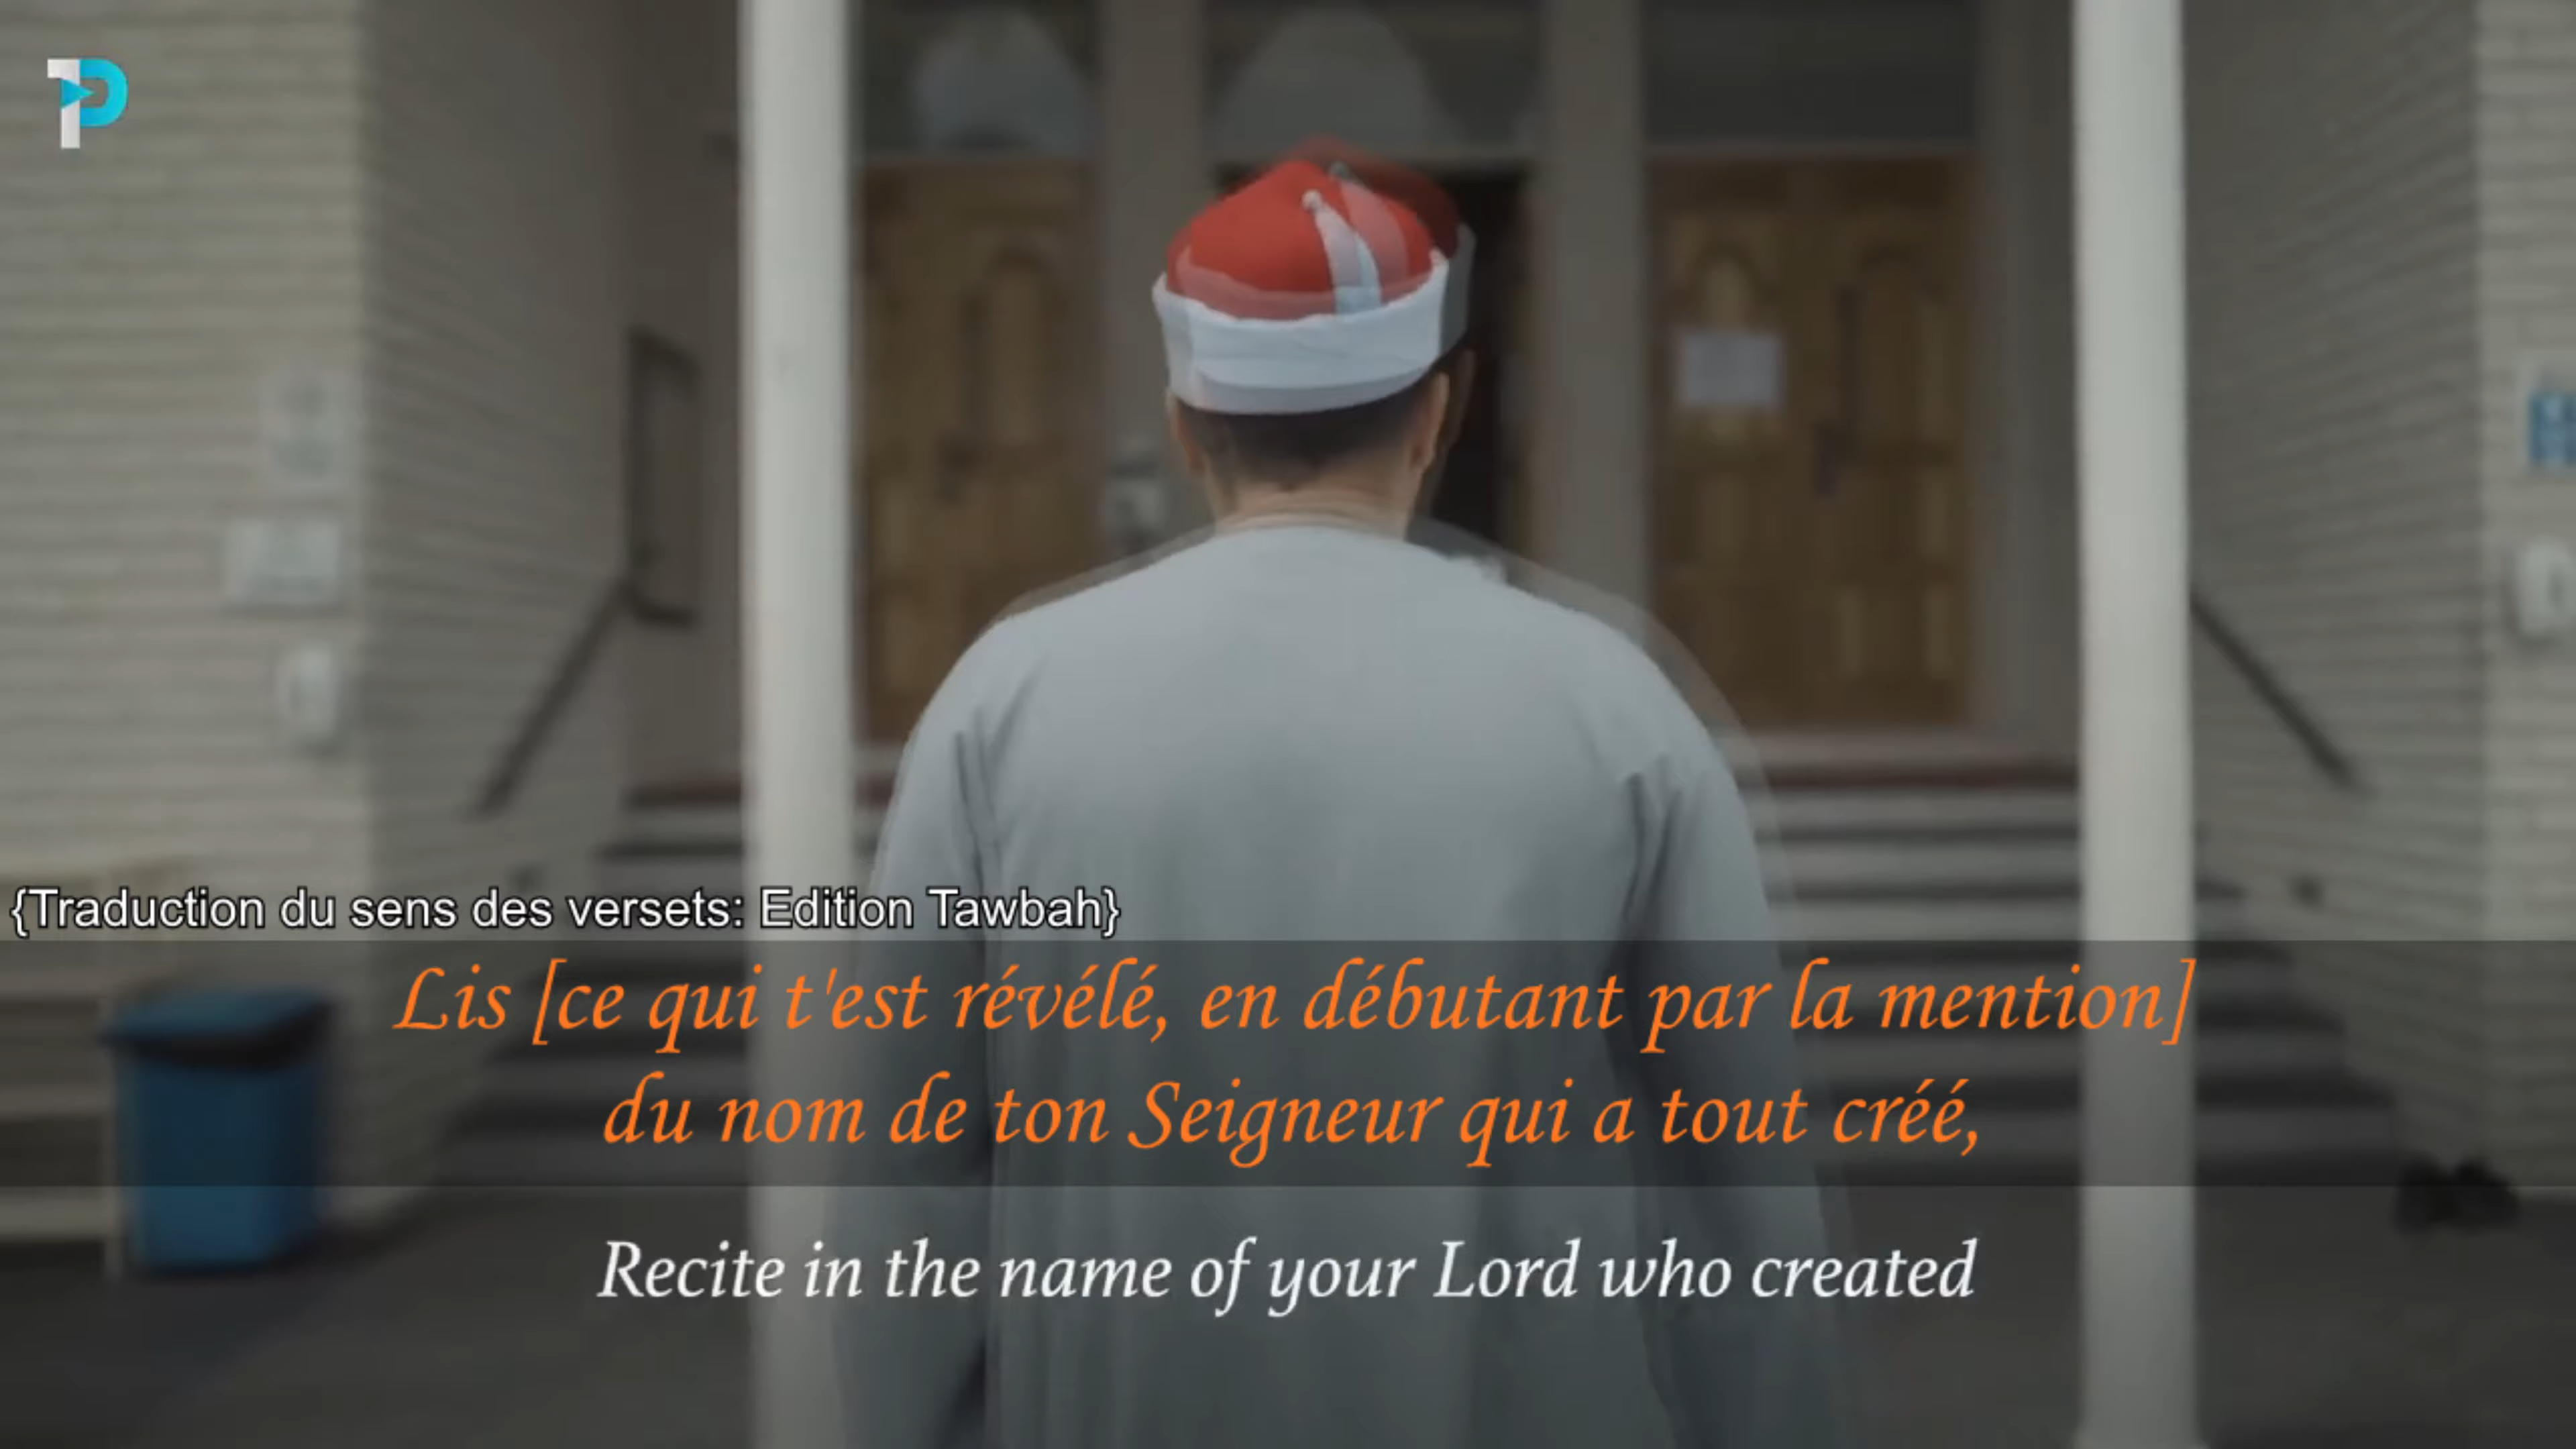 {Traduction du sens des versets: Edition Tawbah}
Lis [ce qui t'est révélé, en débutant par la mention]
du nom de ton Seigneur qui a tout créé,
Recite in the name of your Lord who created